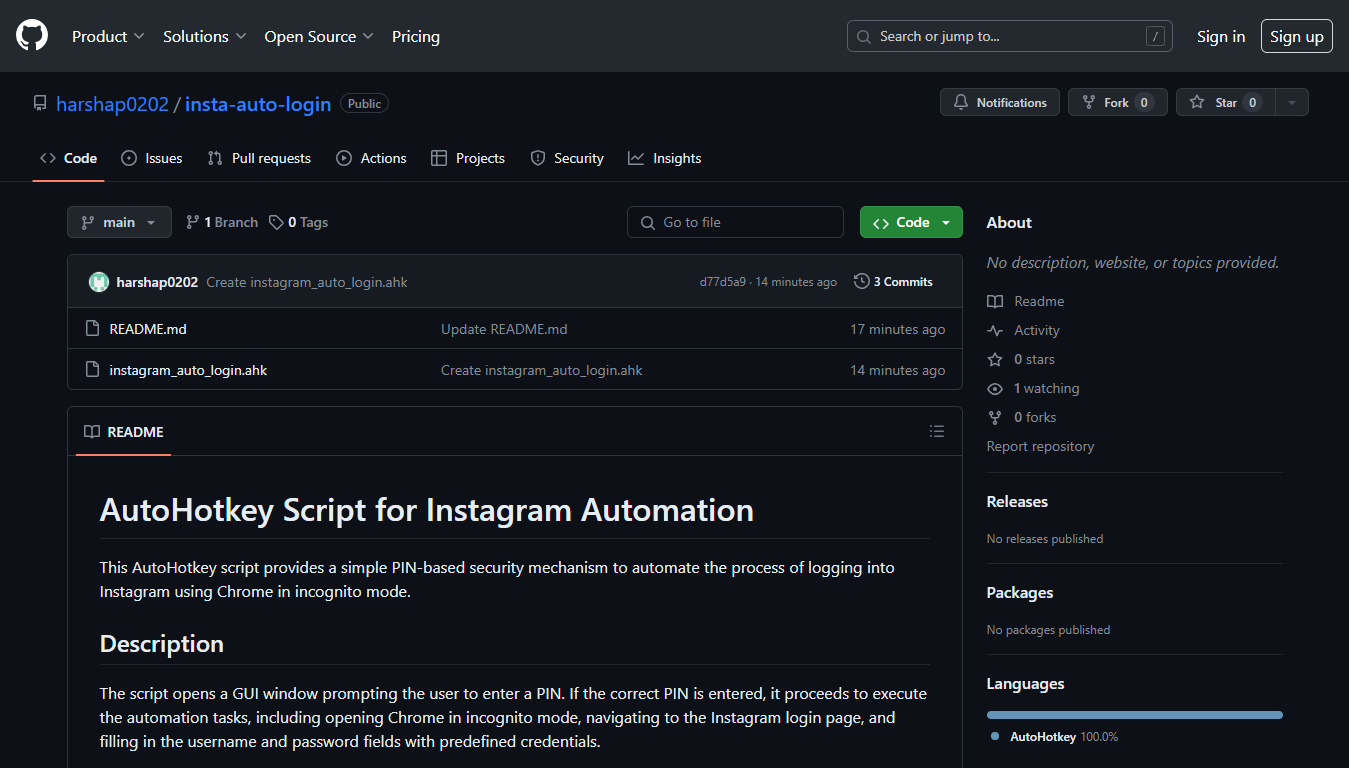 Product Solutions Open Source Pricing Search or jump to... / Sign in Sign up
harshap0202 / insta-auto-login Public Notifications Fork 0 Star 0
Code Issues Pull requests Actions Projects Security Insights
main 1 Branch 0 Tags Go to file Code
harshap0202 Create instagram_auto_login.ahk d77d5a9 · 14 minutes ago 3 Commits
README.md Update README.md 17 minutes ago
instagram_auto_login.ahk Create instagram_auto_login.ahk 14 minutes ago
README
AutoHotkey Script for Instagram Automation
This AutoHotkey script provides a simple PIN-based security mechanism to automate the process of logging into
Instagram using Chrome in incognito mode.
Description
The script opens a GUI window prompting the user to enter a PIN. If the correct PIN is entered, it proceeds to execute
the automation tasks, including opening Chrome in incognito mode, navigating to the Instagram login page, and
filling in the username and password fields with predefined credentials.
About
No description, website, or topics provided.
Readme
Activity
0 stars
1 watching
0 forks
Report repository
Releases
No releases published
Packages
No packages published
Languages
AutoHotkey 100.0%